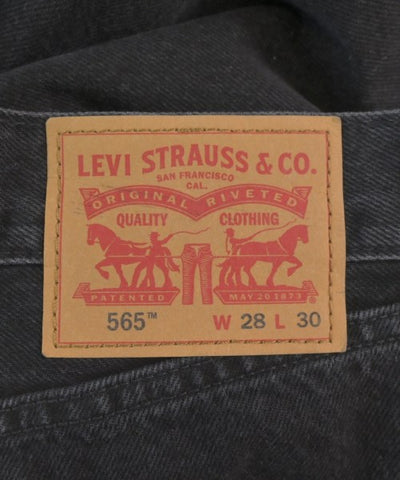 LEVI STRAUSS & CO.
SAN FRANCISCO
CAL.
ORIGINAL RIVETED
QUALITY CLOTHING
PATENTED MAY 20 1873 ®
565™ W 28 L 30